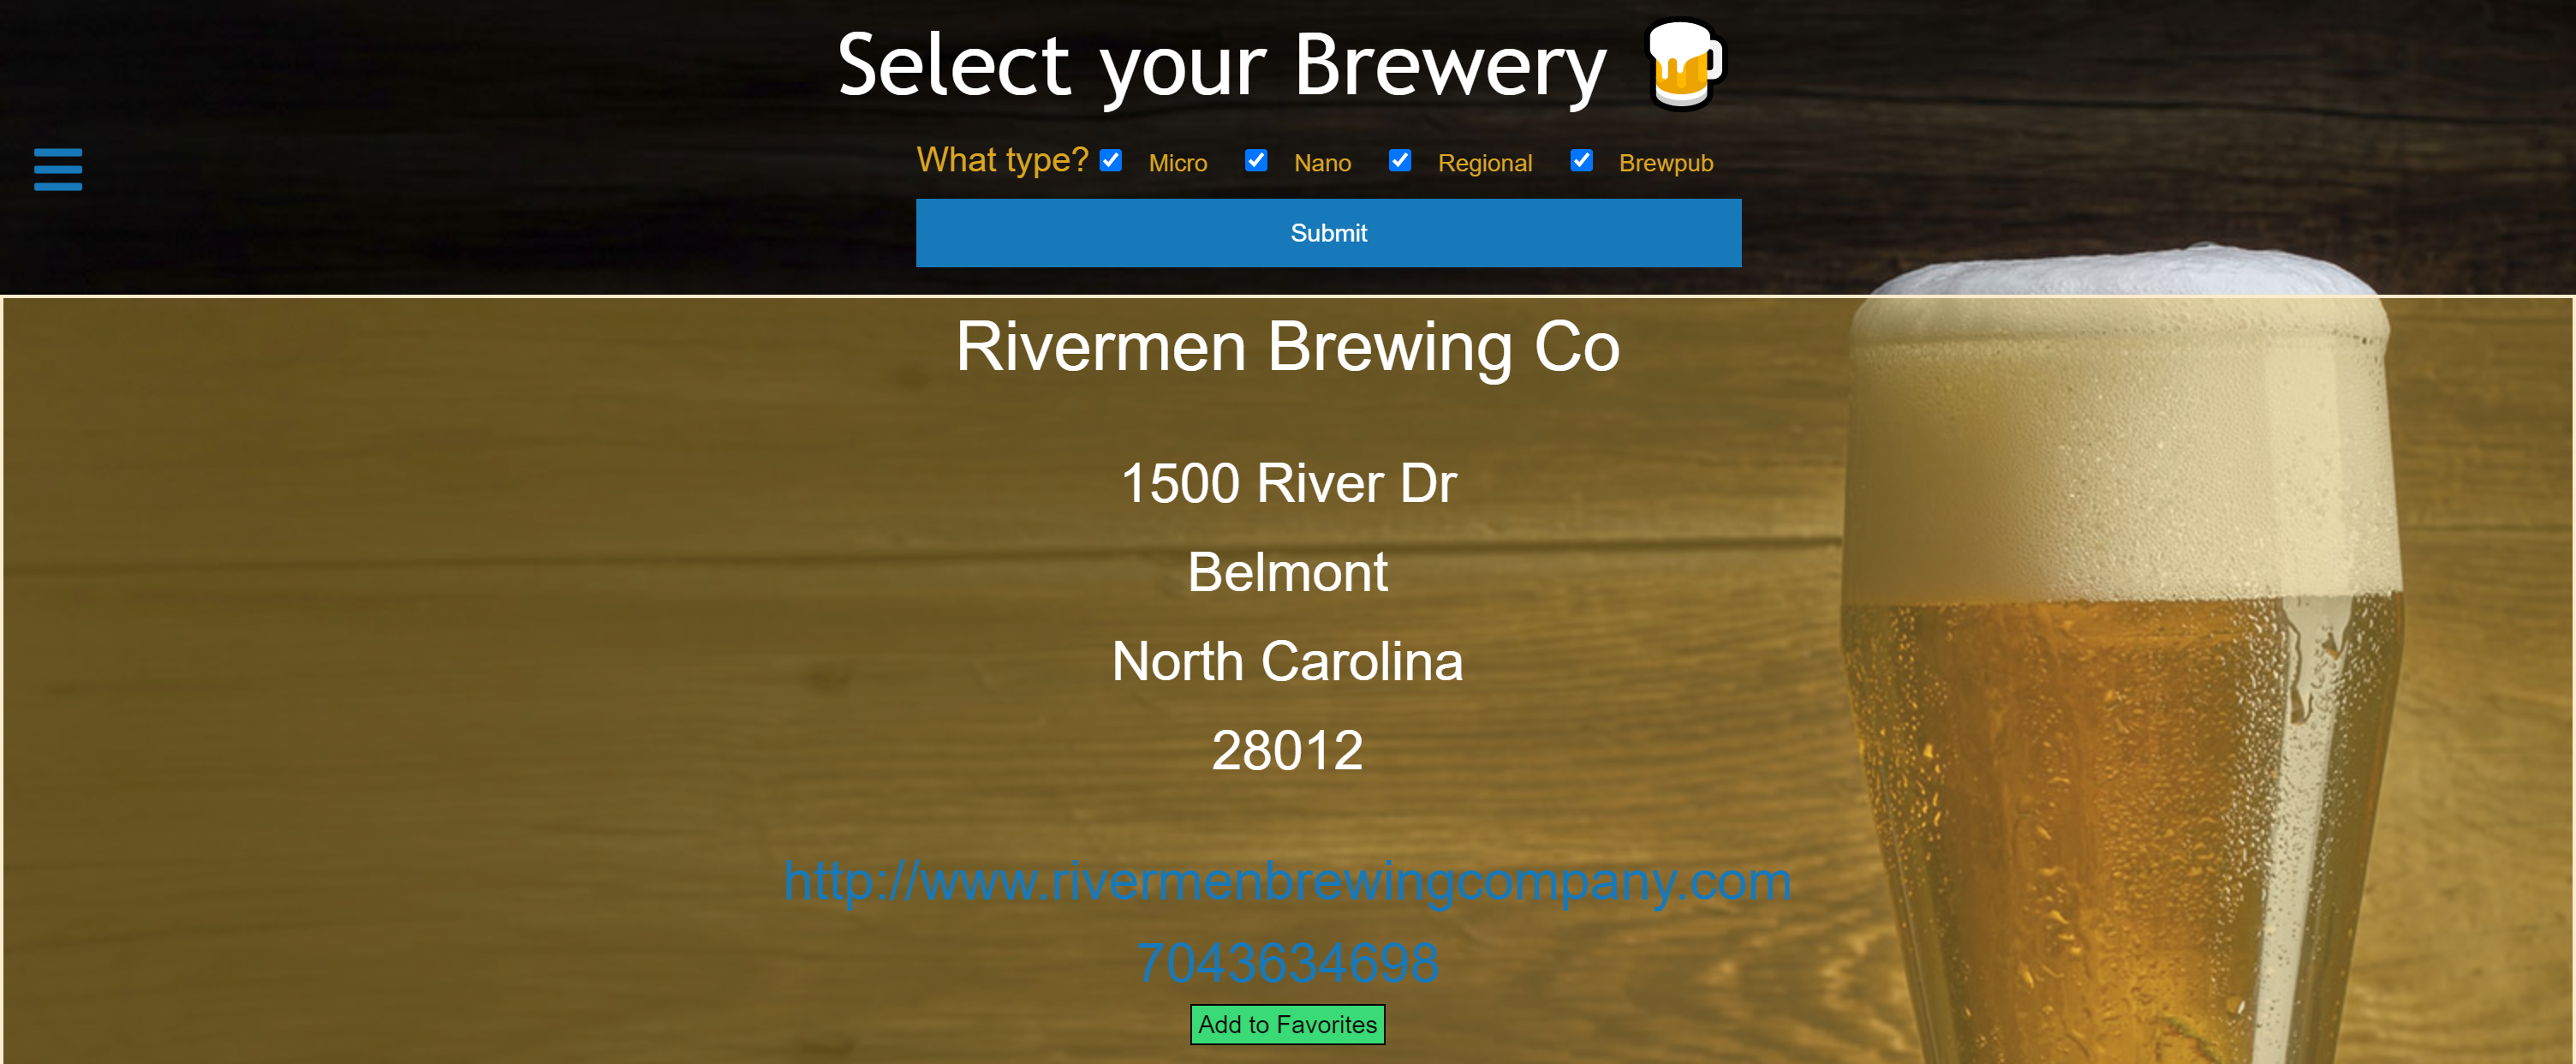 Select your Brewery 🍺
What type? Micro Nano Regional Brewpub
Submit
Rivermen Brewing Co
1500 River Dr
Belmont
North Carolina
28012
http://www.rivermenbrewingcompany.com
7043634698
Add to Favorites